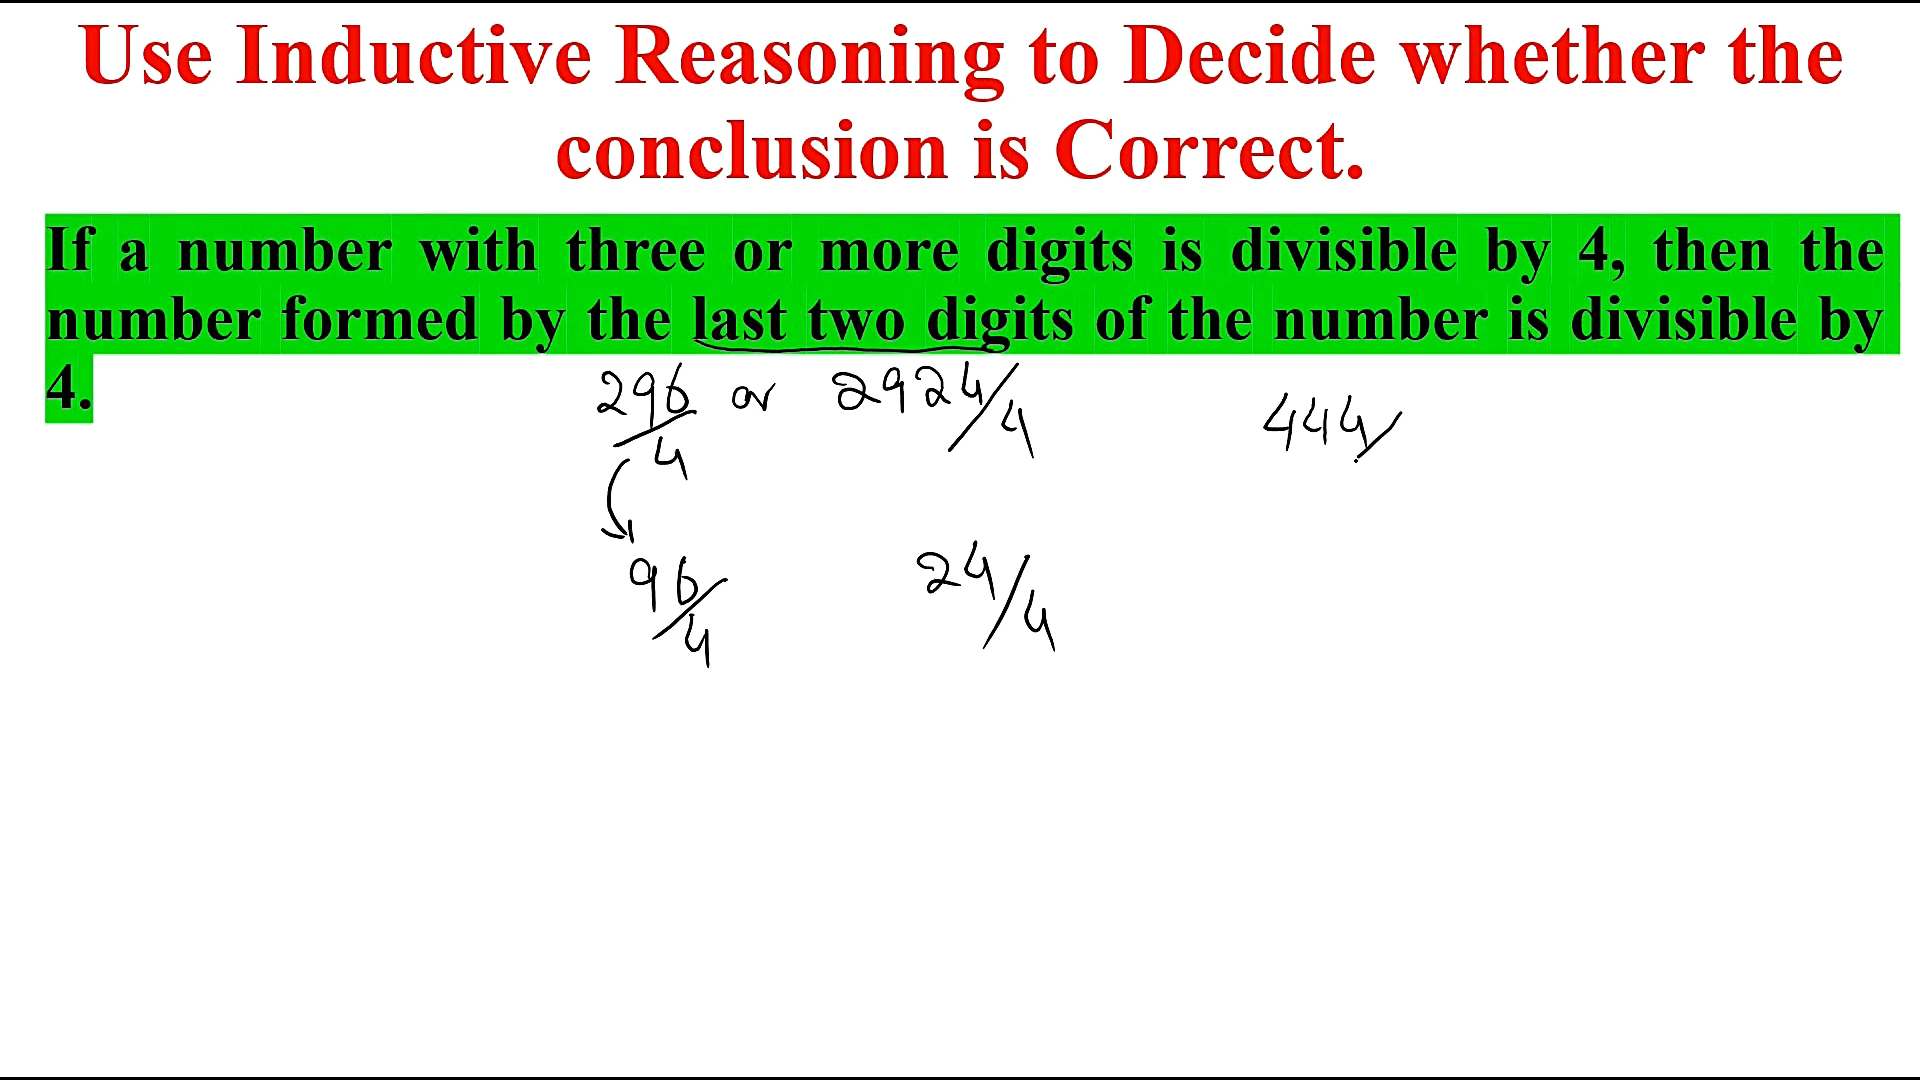 Use Inductive Reasoning to Decide whether the
conclusion is Correct.
If a number with three or more digits is divisible by 4, then the
number formed by the last two digits of the number is divisible by
4.
296/4 or 2924/4 444/
96/4 24/4